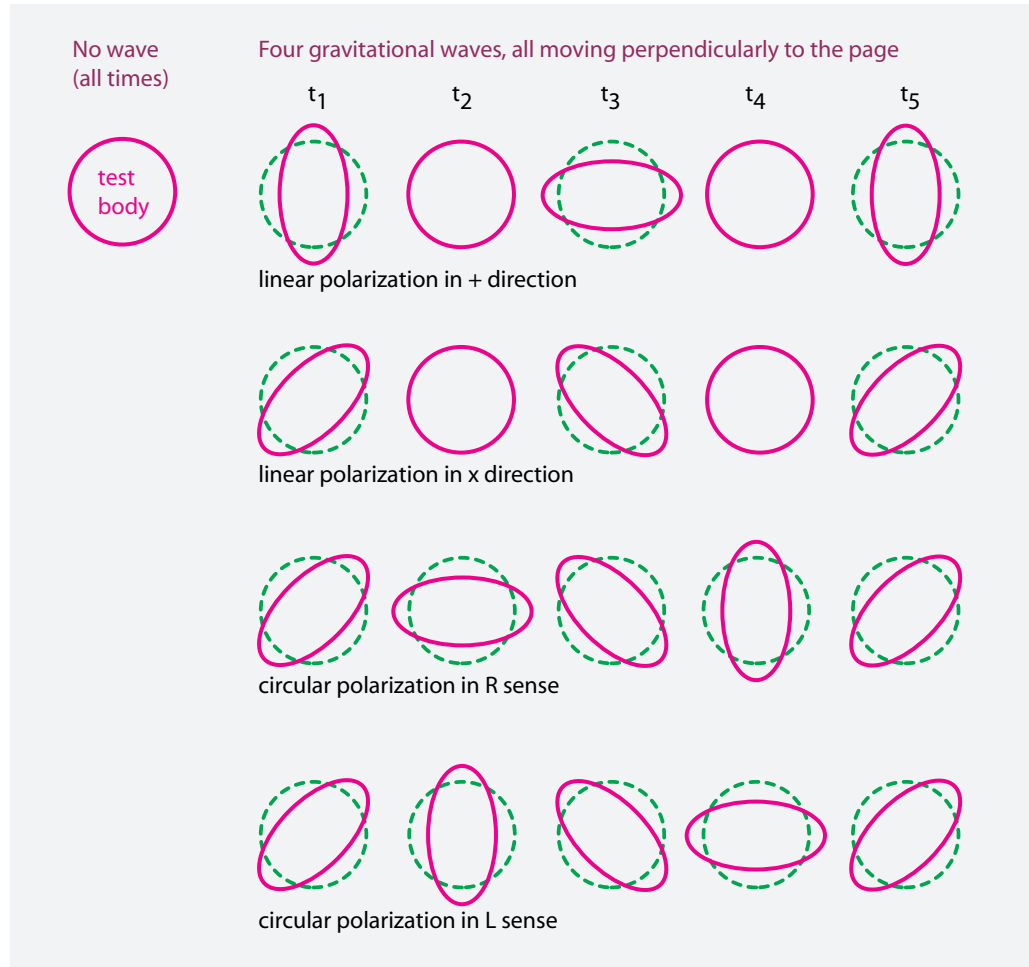 No wave
(all times)
Four gravitational waves, all moving perpendicularly to the page
t1 t2 t3 t4 t5
test
body
linear polarization in + direction
linear polarization in x direction
circular polarization in R sense
circular polarization in L sense